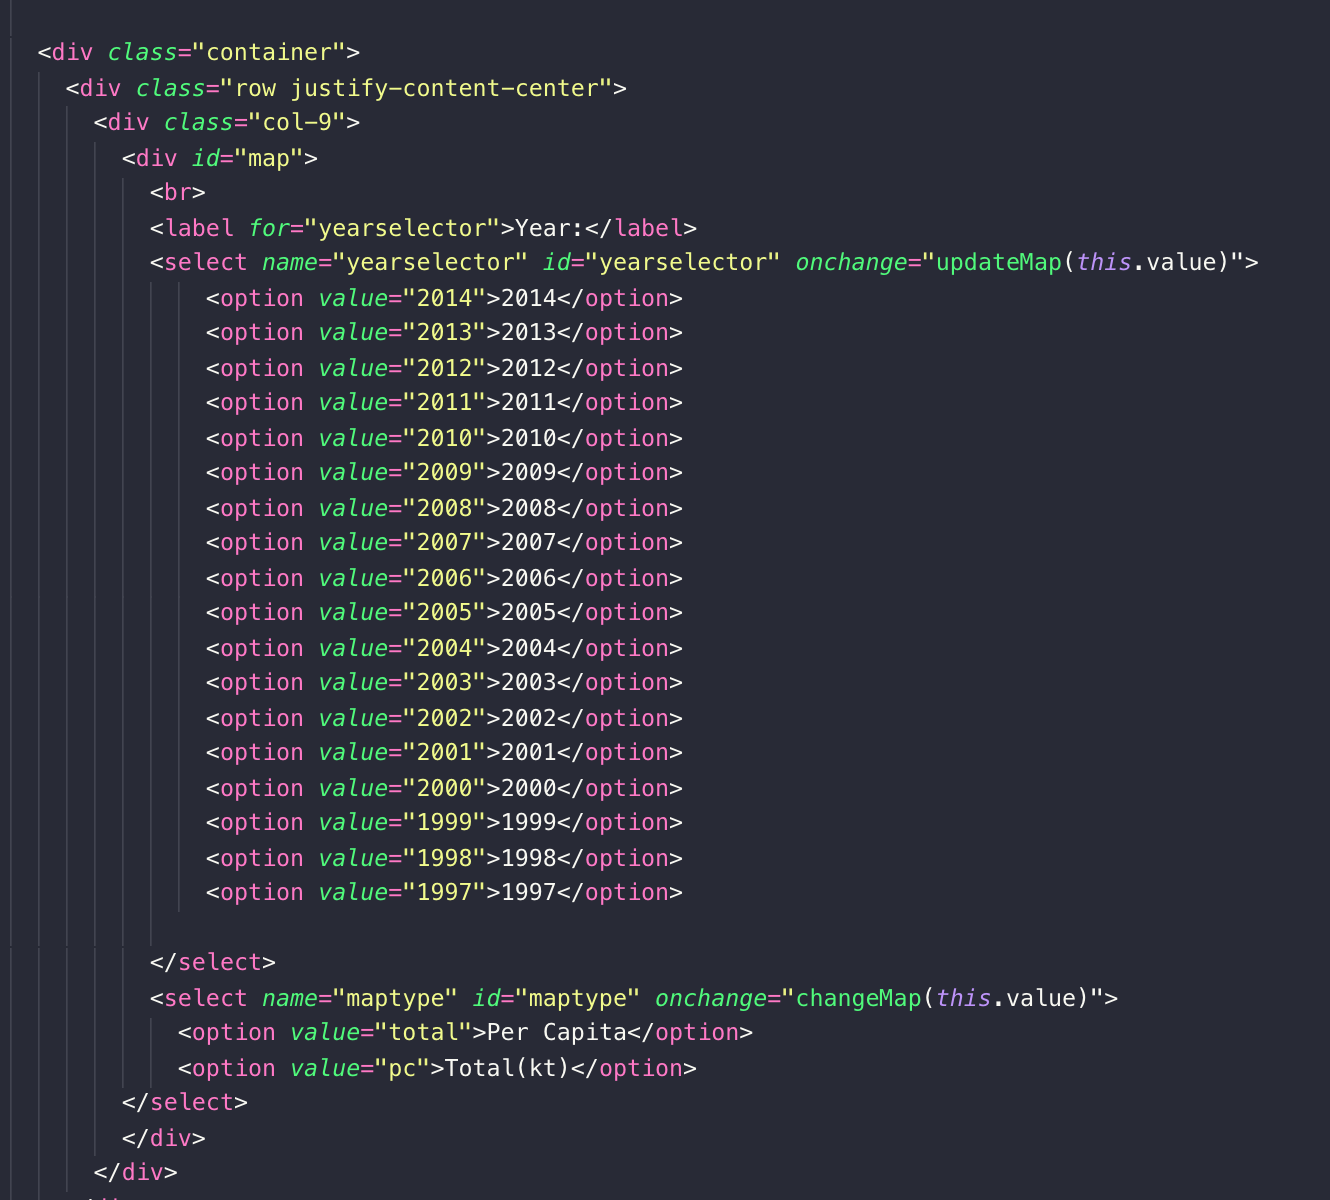 <div class="container">
<div class="row justify-content-center">
<div class="col-9">
<div id="map">
<br>
<label for="yearselector">Year:</label>
<select name="yearselector" id="yearselector" onchange="updateMap(this.value)">
<option value="2014">2014</option>
<option value="2013">2013</option>
<option value="2012">2012</option>
<option value="2011">2011</option>
<option value="2010">2010</option>
<option value="2009">2009</option>
<option value="2008">2008</option>
<option value="2007">2007</option>
<option value="2006">2006</option>
<option value="2005">2005</option>
<option value="2004">2004</option>
<option value="2003">2003</option>
<option value="2002">2002</option>
<option value="2001">2001</option>
<option value="2000">2000</option>
<option value="1999">1999</option>
<option value="1998">1998</option>
<option value="1997">1997</option>
</select>
<select name="maptype" id="maptype" onchange="changeMap(this.value)">
<option value="total">Per Capita</option>
<option value="pc">Total(kt)</option>
</select>
</div>
</div>